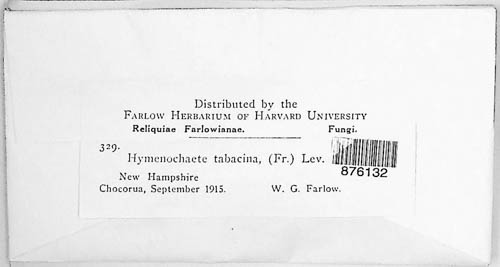 Distributed by the
FARLOW HERBARIUM OF HARVARD UNIVERSITY
Reliquiae Farlowianae. Fungi.
329.
Hymenochaete tabacina, (Fr.) Lev.
876132
New Hampshire
Chocorua, September 1915. W. G. Farlow.